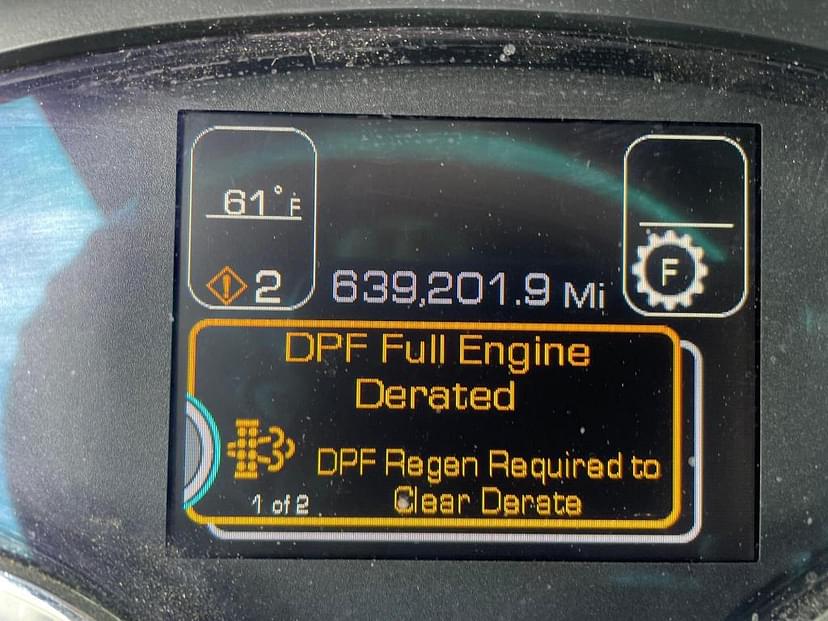 61°F
2
639,201.9 Mi
F
DPF Full Engine
Derated
DPF Regen Required to
Clear Derate
1 of 2